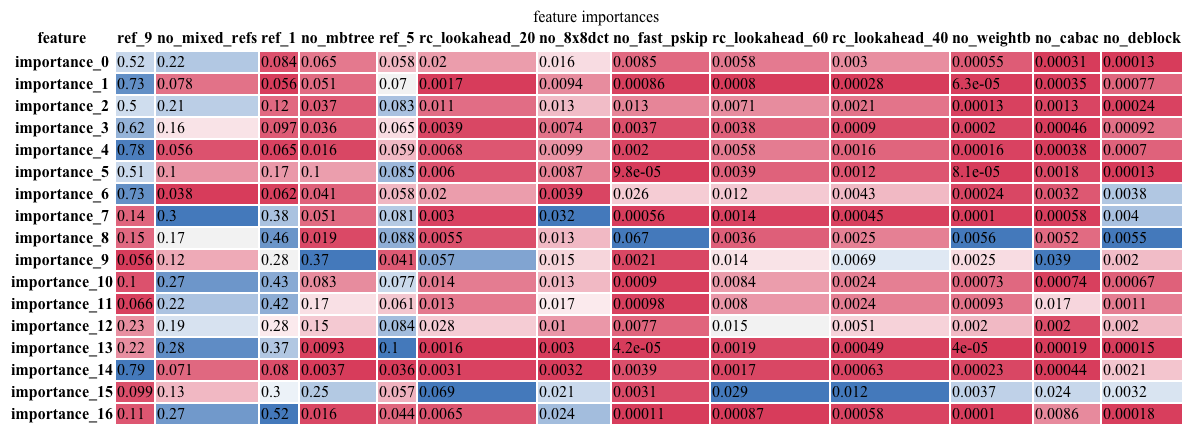 feature importances
feature ref_9 no_mixed_refs ref_1 no_mbtree ref_5 rc_lookahead_20 no_8x8dct no_fast_pskip rc_lookahead_60 rc_lookahead_40 no_weightb no_cabac no_deblock
importance_0 0.52 0.22 0.084 0.065 0.058 0.02 0.016 0.0085 0.0058 0.003 0.00055 0.00031 0.00013
importance_1 0.73 0.078 0.056 0.051 0.07 0.0017 0.0094 0.00086 0.0008 0.00028 6.3e-05 0.00035 0.00077
importance_2 0.5 0.21 0.12 0.037 0.083 0.011 0.013 0.013 0.0071 0.0021 0.00013 0.0013 0.00024
importance_3 0.62 0.16 0.097 0.036 0.065 0.0039 0.0074 0.0037 0.0038 0.0009 0.0002 0.00046 0.00092
importance_4 0.78 0.056 0.065 0.016 0.059 0.0068 0.0099 0.002 0.0058 0.0016 0.00016 0.00038 0.0007
importance_5 0.51 0.1 0.17 0.1 0.085 0.006 0.0087 9.8e-05 0.0039 0.0012 8.1e-05 0.0018 0.00013
importance_6 0.73 0.038 0.062 0.041 0.058 0.02 0.0039 0.026 0.012 0.0043 0.00024 0.0032 0.0038
importance_7 0.14 0.3 0.38 0.051 0.081 0.003 0.032 0.00056 0.0014 0.00045 0.0001 0.00058 0.004
importance_8 0.15 0.17 0.46 0.019 0.088 0.0055 0.013 0.067 0.0036 0.0025 0.0056 0.0052 0.0055
importance_9 0.056 0.12 0.28 0.37 0.041 0.057 0.015 0.0021 0.014 0.0069 0.0025 0.039 0.002
importance_10 0.1 0.27 0.43 0.083 0.077 0.014 0.013 0.0009 0.0084 0.0024 0.00073 0.00074 0.00067
importance_11 0.066 0.22 0.42 0.17 0.061 0.013 0.017 0.00098 0.008 0.0024 0.00093 0.017 0.0011
importance_12 0.23 0.19 0.28 0.15 0.084 0.028 0.01 0.0077 0.015 0.0051 0.002 0.002 0.002
importance_13 0.22 0.28 0.37 0.0093 0.1 0.0016 0.003 4.2e-05 0.0019 0.00049 4e-05 0.00019 0.00015
importance_14 0.79 0.071 0.08 0.0037 0.036 0.0031 0.0032 0.0039 0.0017 0.00063 0.00023 0.00044 0.0021
importance_15 0.099 0.13 0.3 0.25 0.057 0.069 0.021 0.0031 0.029 0.012 0.0037 0.024 0.0032
importance_16 0.11 0.27 0.52 0.016 0.044 0.0065 0.024 0.00011 0.00087 0.00058 0.0001 0.0086 0.00018